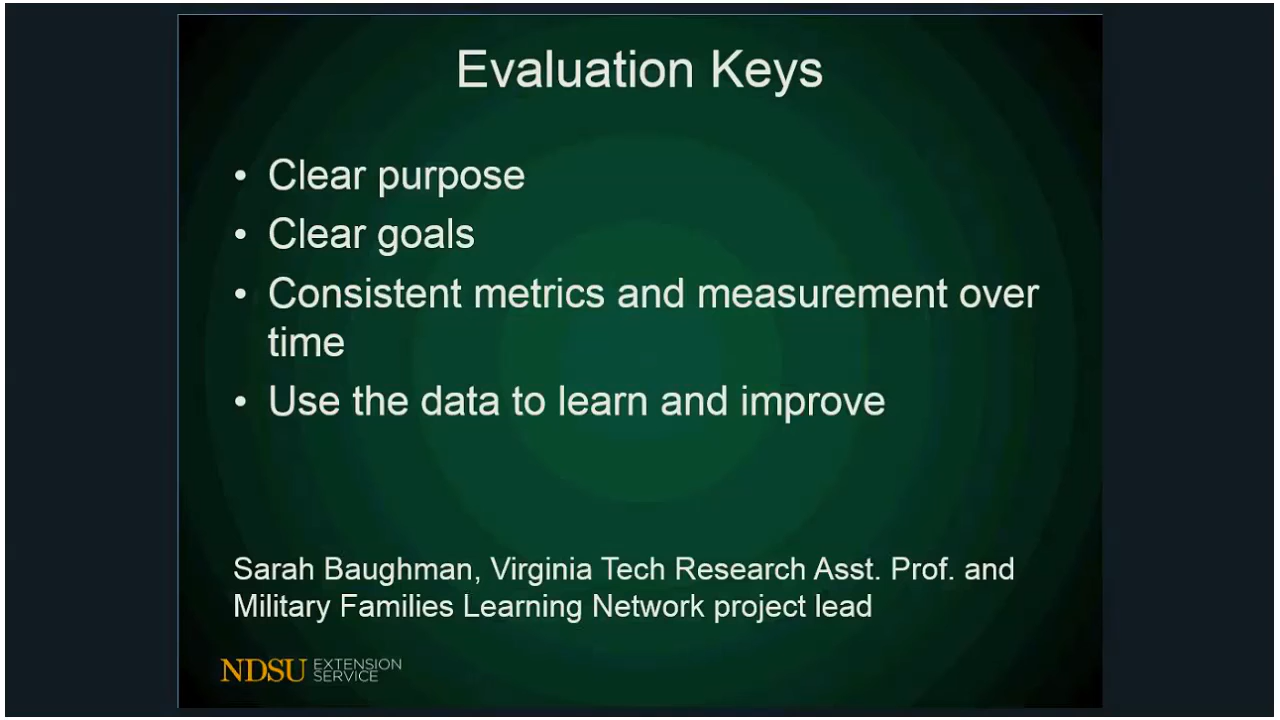 Evaluation Keys
• Clear purpose
• Clear goals
• Consistent metrics and measurement over
time
• Use the data to learn and improve
Sarah Baughman, Virginia Tech Research Asst. Prof. and
Military Families Learning Network project lead
NDSU EXTENSION
SERVICE